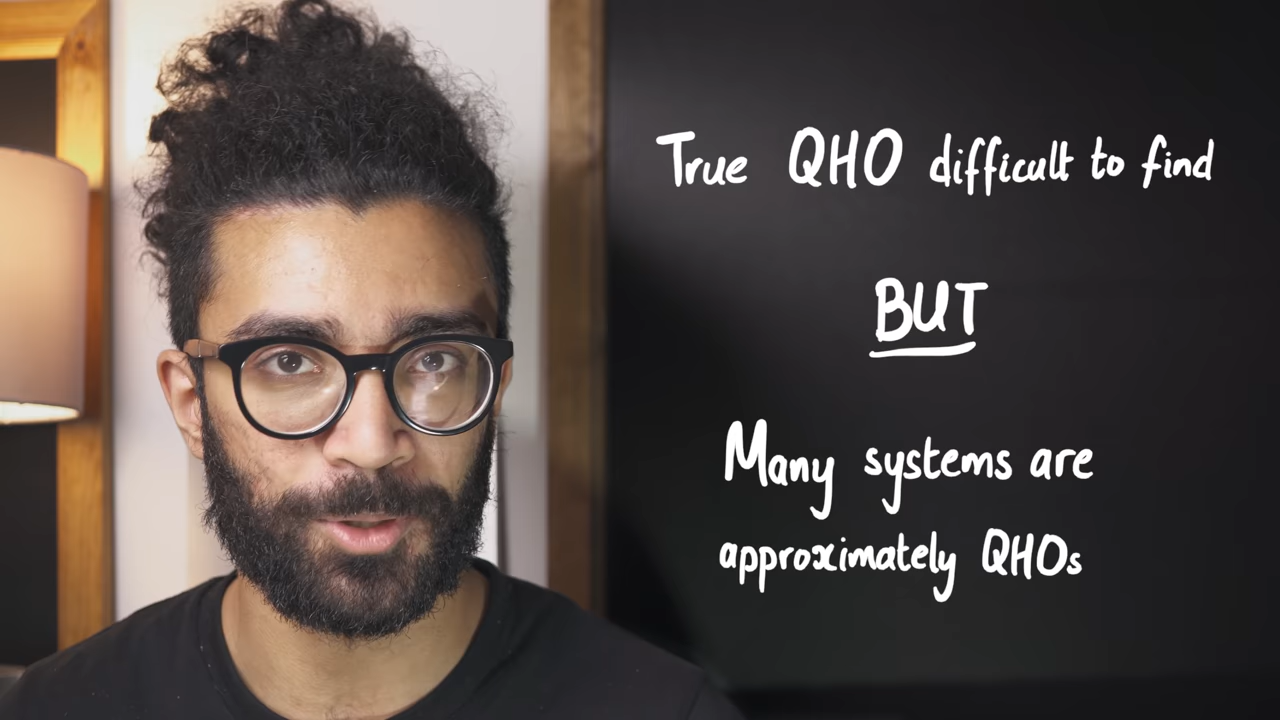 True QHO difficult to find
BUT
Many systems are
approximately QHOs